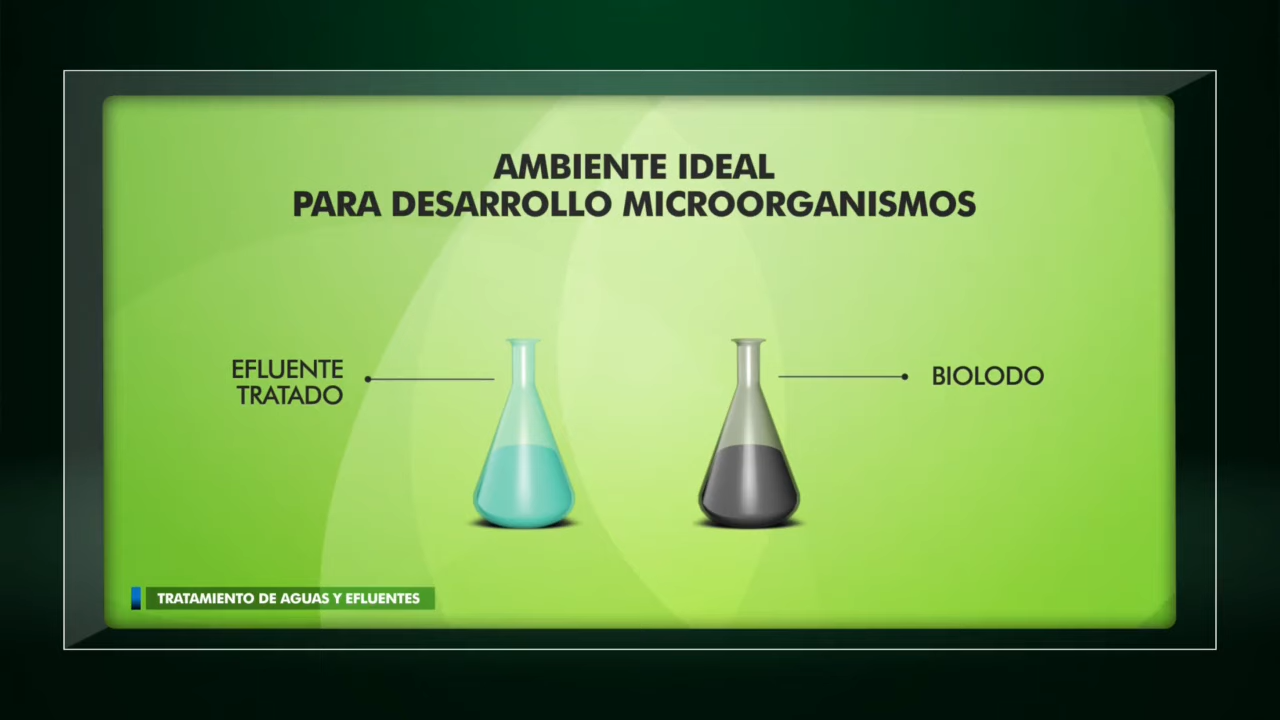 AMBIENTE IDEAL
PARA DESARROLLO MICROORGANISMOS
EFLUENTE
TRATADO
BIOLODO
TRATAMIENTO DE AGUAS Y EFLUENTES